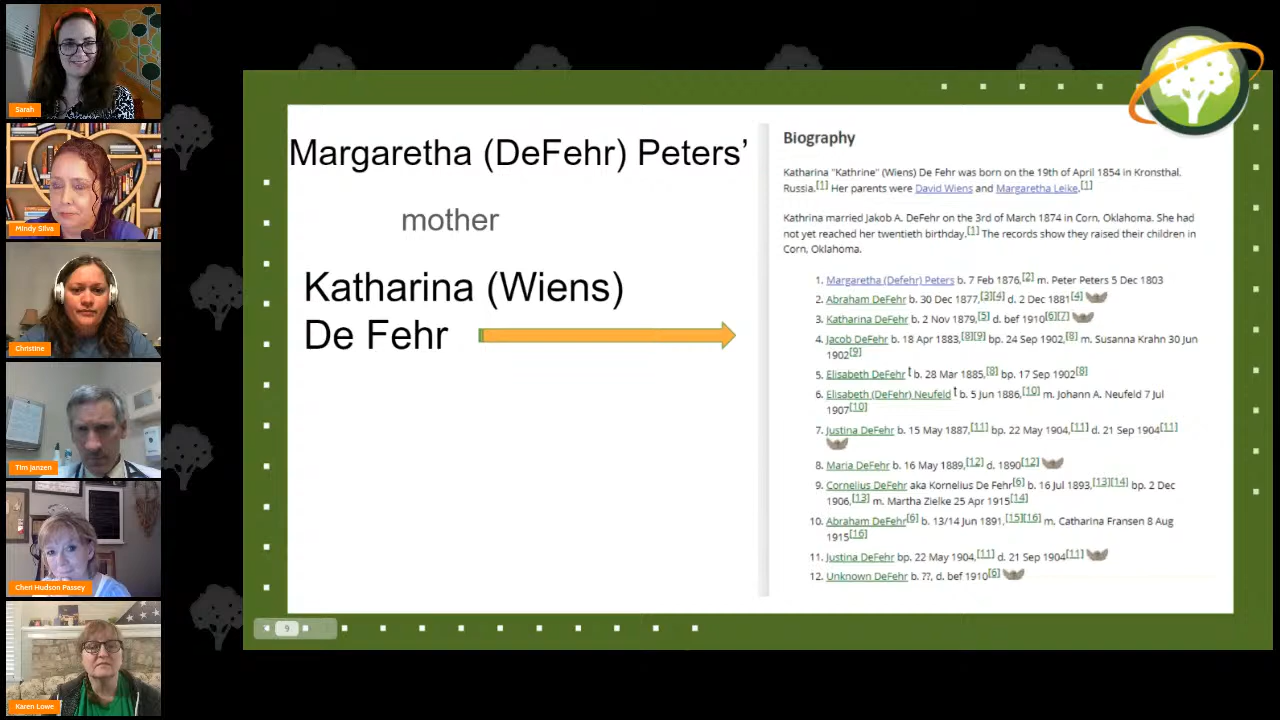 Sarah
Mindy Silva
Christine
Tim Janzen
Cheri Hudson Passey
Karen Lowe
Margaretha (DeFehr) Peters’
mother
Katharina (Wiens)
De Fehr
9
Biography
Katharina "Kathrine" (Wiens) De Fehr was born on the 19th of April 1854 in Kronsthal,
Russia.[1] Her parents were David Wiens and Margaretha Leike.[1]
Kathrina married Jakob A. DeFehr on the 3rd of March 1874 in Corn, Oklahoma. She had
not yet reached her twentieth birthday.[1] The records show they raised their children in
Corn, Oklahoma.
1. Margaretha (Defehr) Peters b. 7 Feb 1876,[2] m. Peter Peters 5 Dec 1803
2. Abraham DeFehr b. 30 Dec 1877,[3][4] d. 2 Dec 1881[4]
3. Katharina DeFehr b. 2 Nov 1879,[5] d. bef 1910[6][7]
4. Jacob DeFehr b. 18 Apr 1883,[8][9] bp. 24 Sep 1902,[8] m. Susanna Krahn 30 Jun
1902[9]
5. Elisabeth DeFehr † b. 28 Mar 1885,[8] bp. 17 Sep 1902[8]
6. Elisabeth (DeFehr) Neufeld † b. 5 Jun 1886,[10] m. Johann A. Neufeld 7 Jul
1907[10]
7. Justina DeFehr b. 15 May 1887,[11] bp. 22 May 1904,[11] d. 21 Sep 1904[11]
8. Maria DeFehr b. 16 May 1889,[12] d. 1890[12]
9. Cornelius DeFehr aka Kornelius De Fehr[6] b. 16 Jul 1893,[13][14] bp. 2 Dec
1906,[13] m. Martha Zielke 25 Apr 1915[14]
10. Abraham DeFehr[6] b. 13/14 Jun 1891,[15][16] m. Catharina Fransen 8 Aug
1915[16]
11. Justina DeFehr bp. 22 May 1904,[11] d. 21 Sep 1904[11]
12. Unknown DeFehr b. ??, d. bef 1910[6]